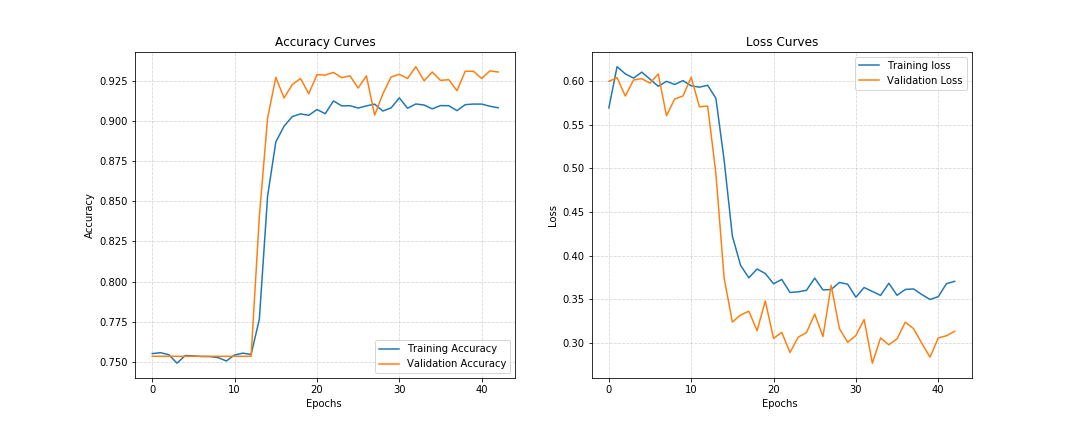 Accuracy Curves
Accuracy
0.925
0.900
0.875
0.850
0.825
0.800
0.775
0.750
0 10 20 30 40
Epochs
Training Accuracy
Validation Accuracy
Loss Curves
Loss
0.60
0.55
0.50
0.45
0.40
0.35
0.30
0 10 20 30 40
Epochs
Training loss
Validation Loss